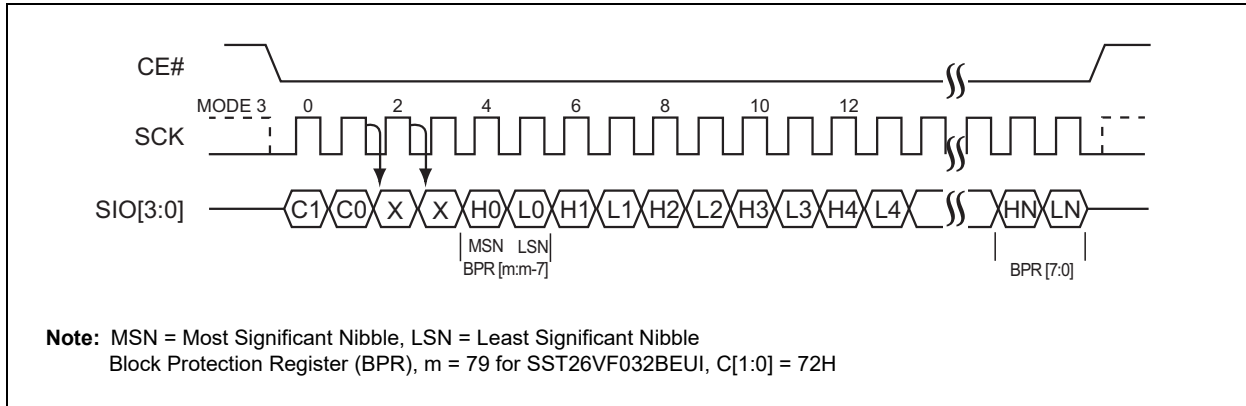 CE#
MODE 3 0 2 4 6 8 10 12
SCK
SIO[3:0] C1 C0 X X H0 L0 H1 L1 H2 L2 H3 L3 H4 L4 HN LN
MSN LSN
BPR [m:m-7] BPR [7:0]
Note: MSN = Most Significant Nibble, LSN = Least Significant Nibble
Block Protection Register (BPR), m = 79 for SST26VF032BEUI, C[1:0] = 72H